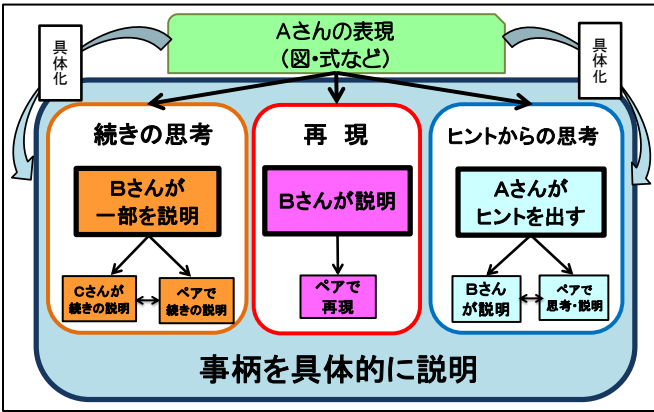 Aさんの表現
(図・式など)
具体化
具体化
続きの思考
再 現
ヒントからの思考
Bさんが
一部を説明
Bさんが説明
Aさんが
ヒントを出す
Cさんが
続きの説明
ペアで
続きの説明
ペアで
再現
Bさん
が説明
ペアで
思考・説明
事柄を具体的に説明